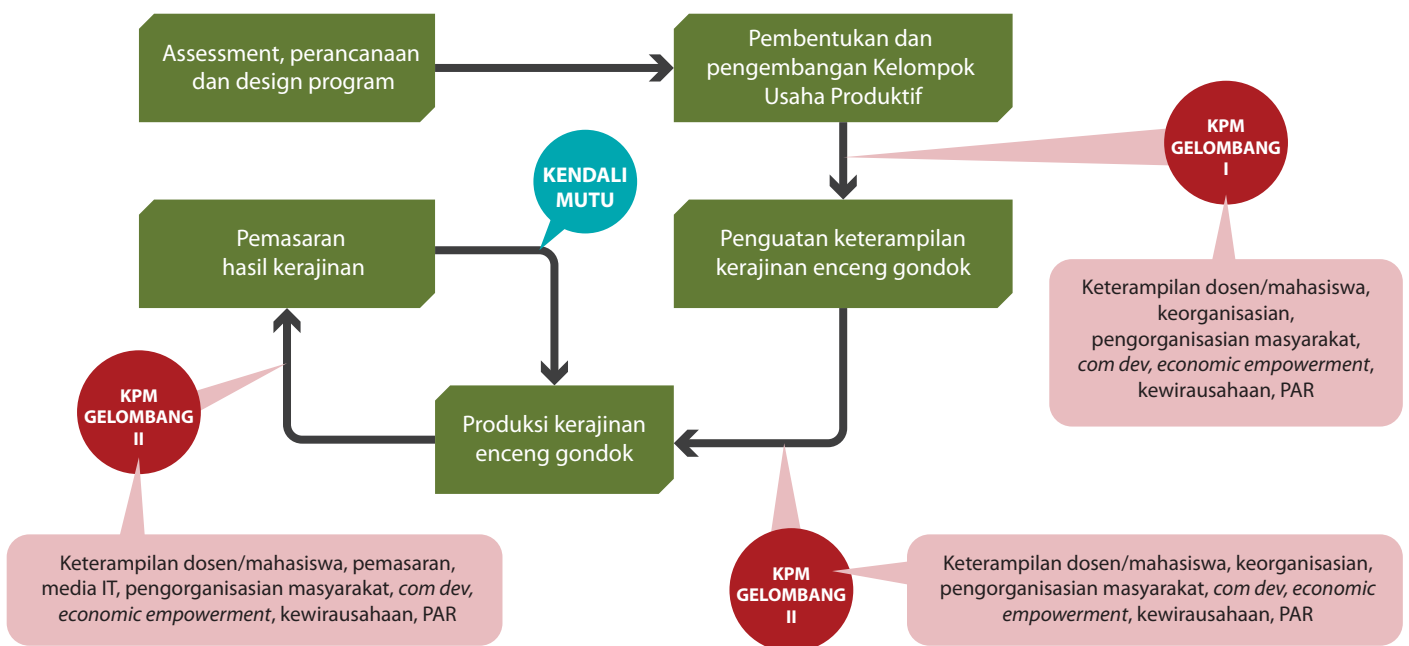 Assessment, perancanaan
dan design program
Pembentukan dan
pengembangan Kelompok
Usaha Produktif
KPM
GELOMBANG
I
KENDALI
MUTU
Pemasaran
hasil kerajinan
Penguatan keterampilan
kerajinan enceng gondok
Keterampilan dosen/mahasiswa,
keorganisasian,
pengorganisasian masyarakat,
com dev, economic empowerment,
kewirausahaan, PAR
KPM
GELOMBANG
II
Produksi kerajinan
enceng gondok
Keterampilan dosen/mahasiswa, pemasaran,
media IT, pengorganisasian masyarakat, com dev,
economic empowerment, kewirausahaan, PAR
KPM
GELOMBANG
II
Keterampilan dosen/mahasiswa, keorganisasian,
pengorganisasian masyarakat, com dev, economic
empowerment, kewirausahaan, PAR